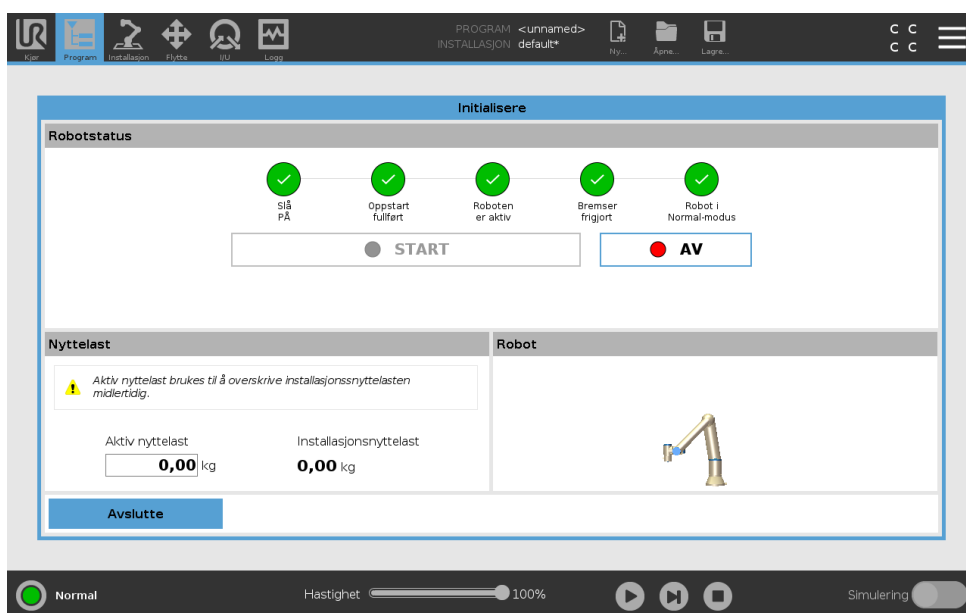 PROGRAM <unnamed>
INSTALLASJON default*
C C
C C
Kjør Program Installasjon Flytte I/U Logg Ny... Åpne... Lagre...
Initialisere
Robotstatus
Slå PÅ
Oppstart fullført
Roboten er aktiv
Bremser frigjort
Robot i Normal-modus
START
AV
Nyttelast
Robot
Aktiv nyttelast brukes til å overskrive installasjonssnyttelasten
midlertidig.
Aktiv nyttelast
Installasjonsnyttelast
0,00 kg
0,00 kg
Avslutte
Normal
Hastighet 100%
Simulering